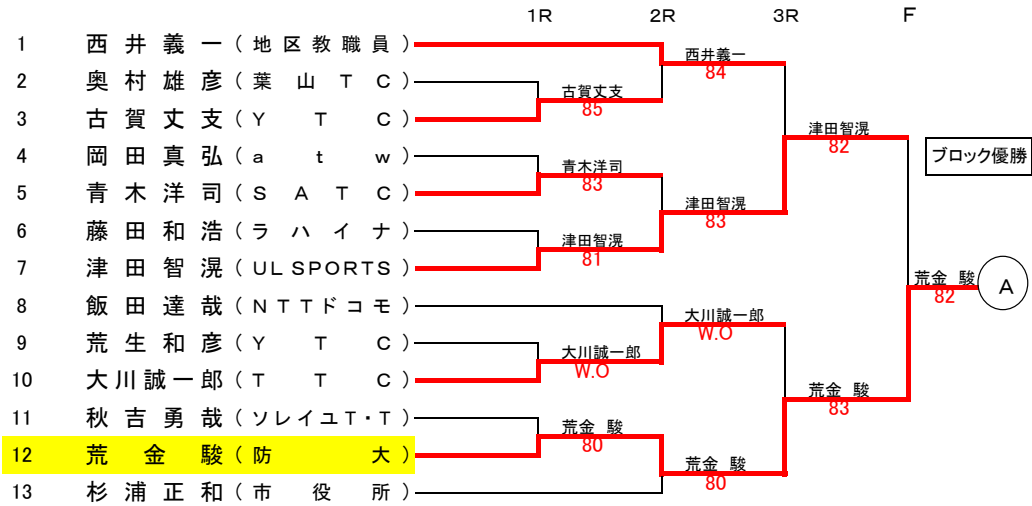 1R 2R 3R F
1 西井義一(地区教職員)
西井義一
84
2 奥村雄彦(葉山TC)
古賀丈支
85
3 古賀丈支(YTC)
津田智滉
82
ブロック優勝
4 岡田真弘(atw)
青木洋司
83
5 青木洋司(SATC)
津田智滉
83
6 藤田和浩(ラハイナ)
津田智滉
81
7 津田智滉(UL SPORTS)
荒金 駿
82
A
8 飯田達哉(NTTドコモ)
大川誠一郎
W.O
9 荒生和彦(YTC)
大川誠一郎
W.O
10 大川誠一郎(TTC)
荒金 駿
83
11 秋吉勇哉(ソレイユT・T)
荒金 駿
80
12 荒金駿(防大)
荒金 駿
80
13 杉浦正和(市役所)